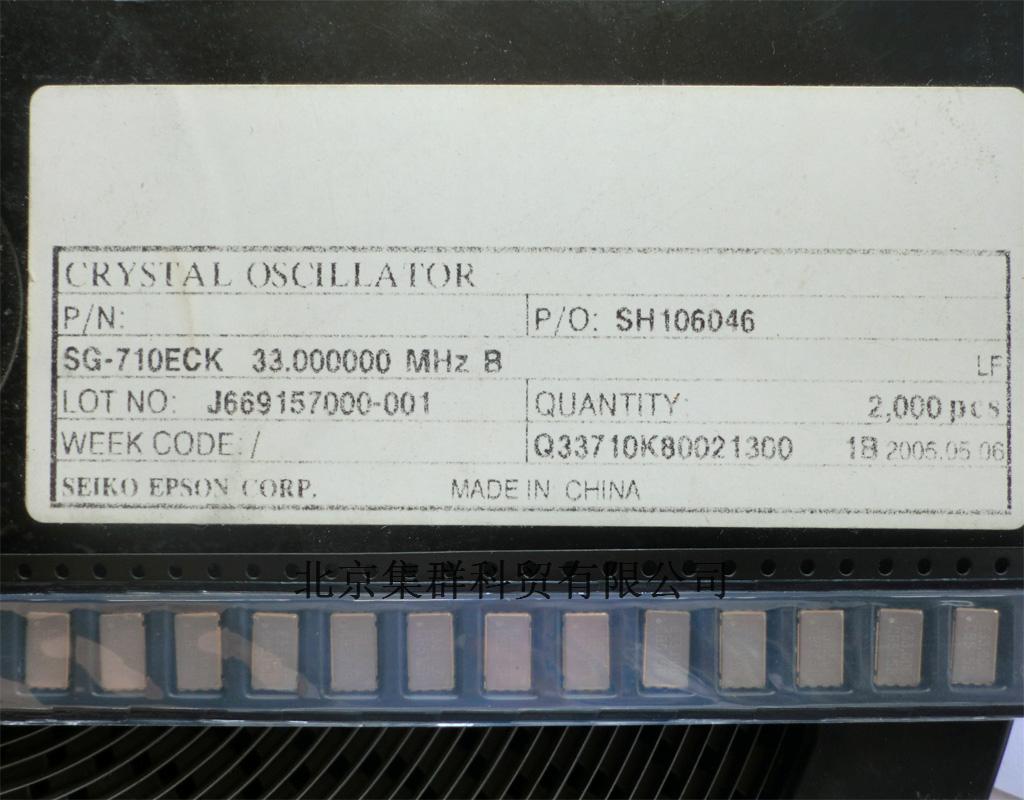 CRYSTAL OSCILLATOR
P/N: P/O: SH106046
SG-710ECK 33.000000 MHz B LF
LOT NO: J669157000-001 QUANTITY: 2,000 pcs
WEEK CODE: / Q33710K80021300 1B 2005.05.06
SEIKO EPSON CORP. MADE IN CHINA
北京集群科贸有限公司